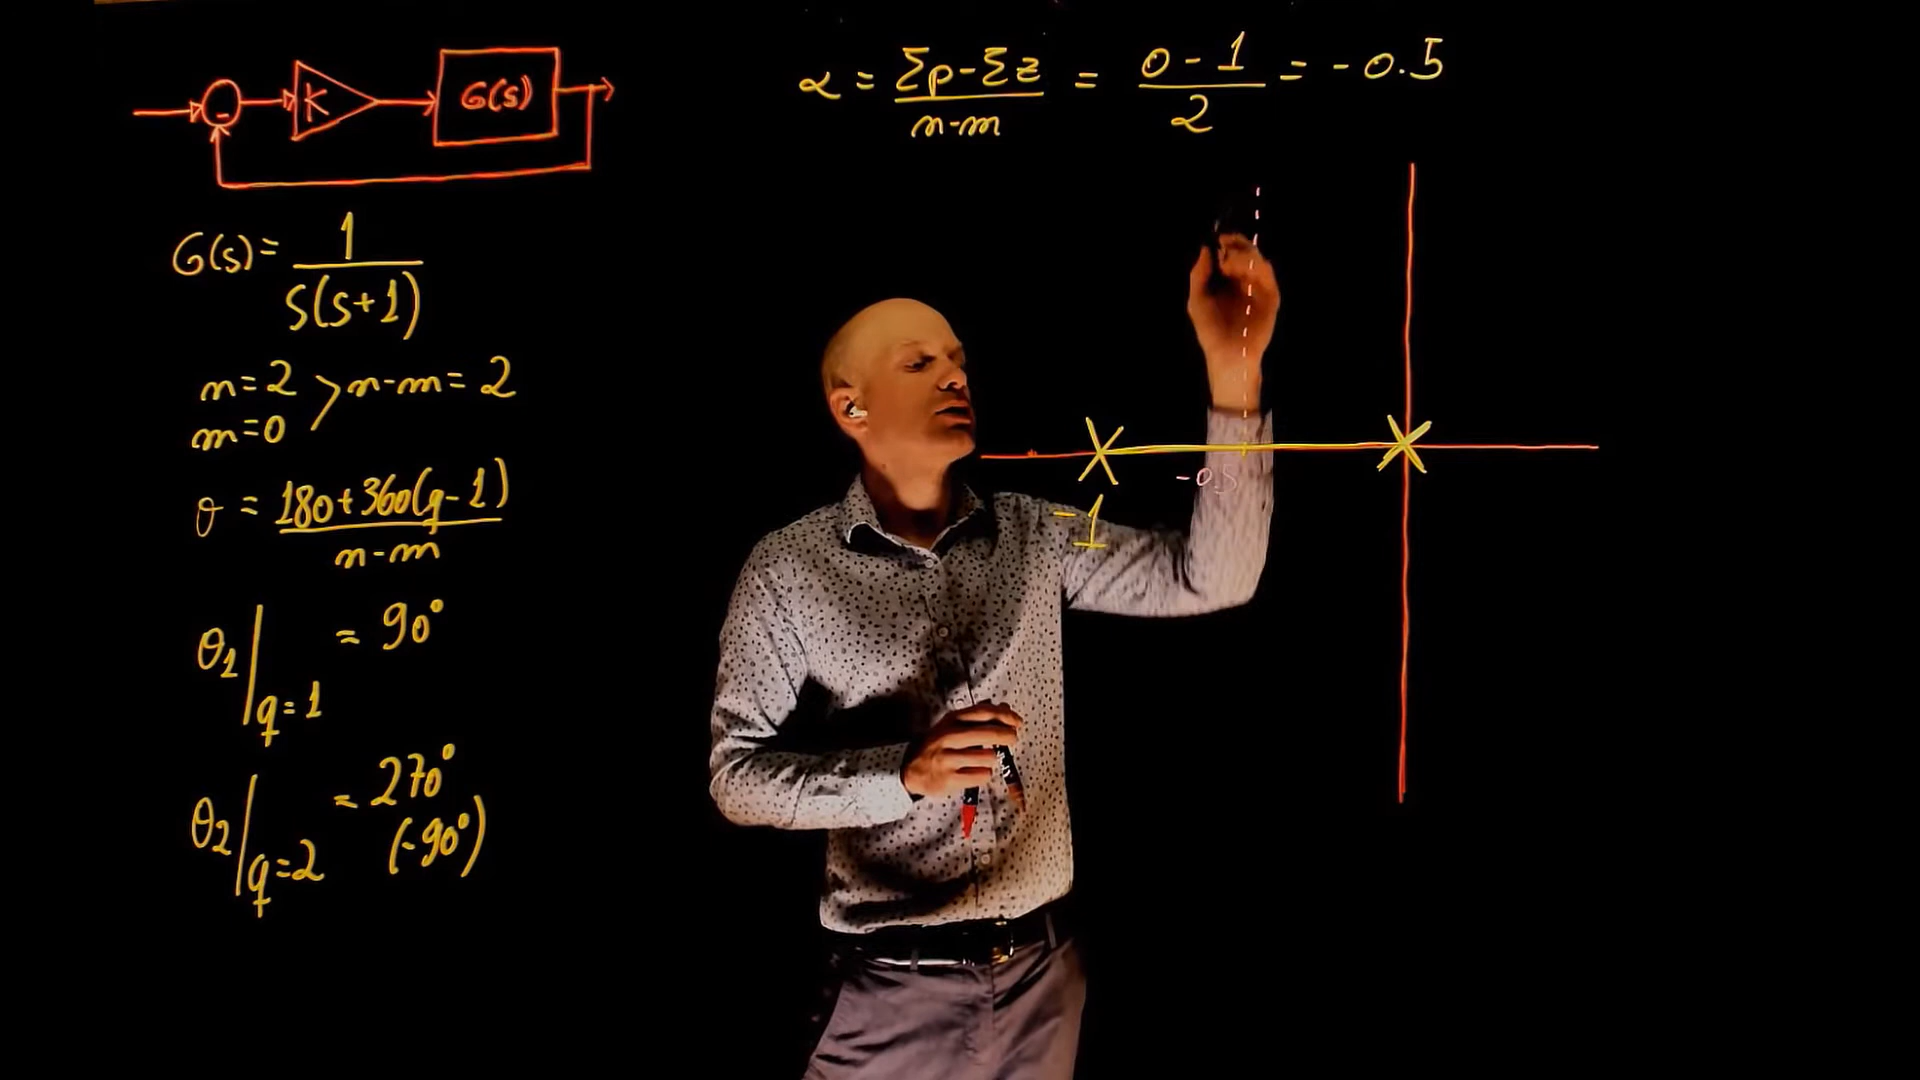 K
G(s)
-
G(s) = 1 / s(s+1)
n=2
m=0
> n-m = 2
θ = 180+360(q-1) / n-m
θ1 | q=1 = 90°
θ2 | q=2 = 270°
(-90°)
α = Σp-Σz / n-m = 0-1 / 2 = -0.5
-0.5
-1